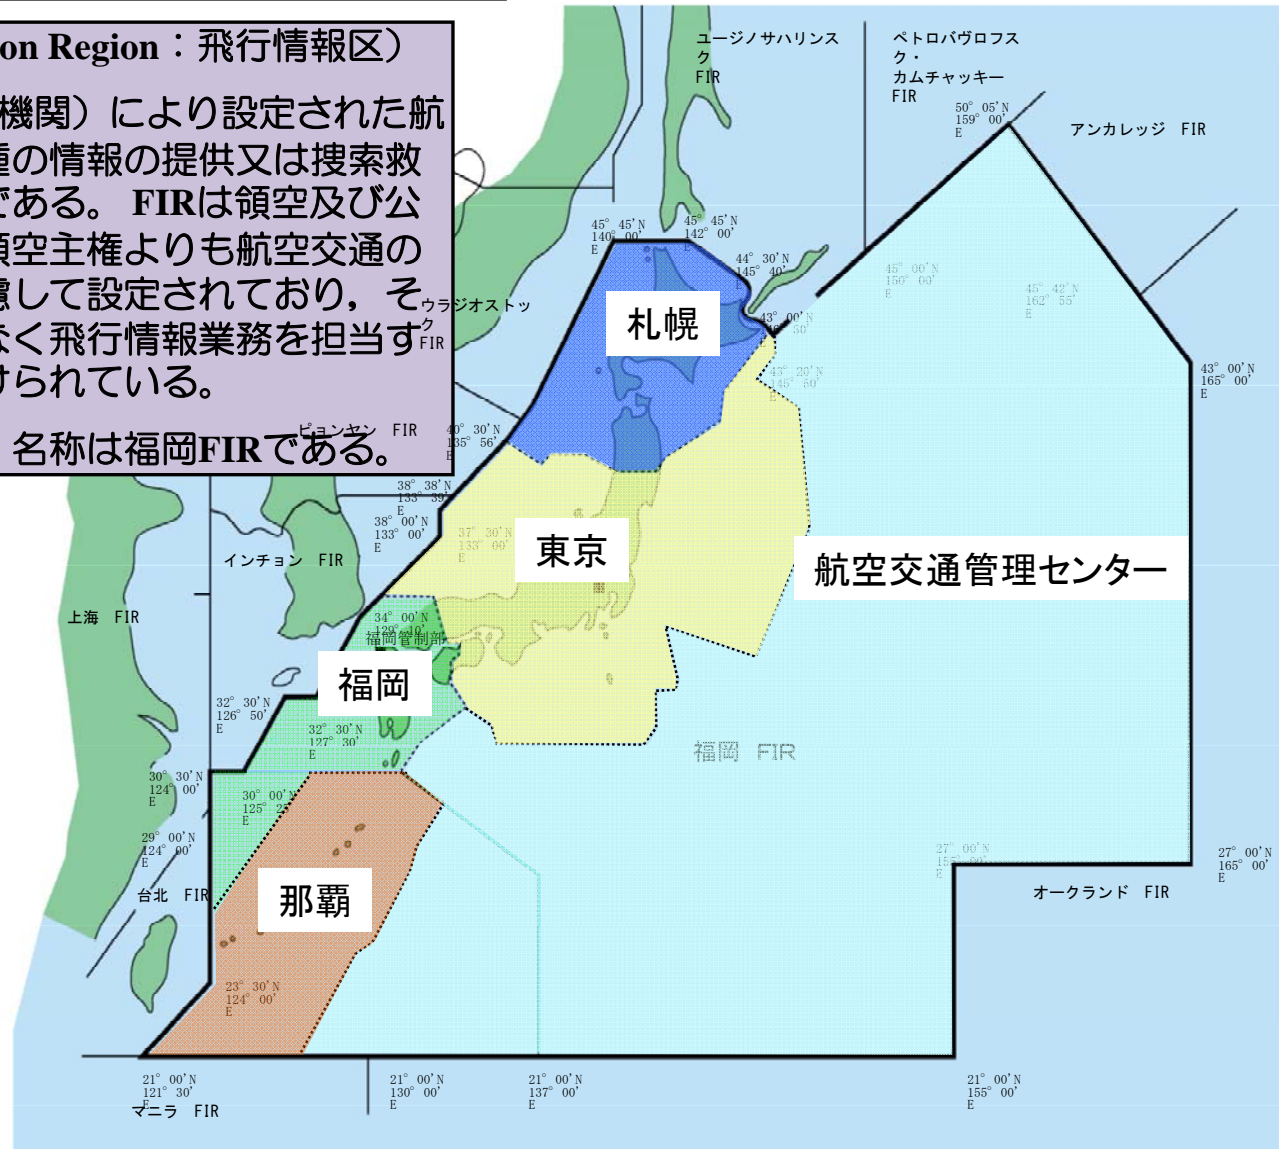 on Region：飛行情報区）
機関）により設定された航
種の情報の提供又は捜索救
である。 FIRは領空及び公
領空主権よりも航空交通の
慮して設定されており，そ
なく飛行情報業務を担当す
けられている。
名称は福岡FIRである。
ユージノサハリンス
ク
FIR
ペトロパヴロフス
ク・
カムチャッキー
FIR
50° 05'N
159° 00'
E
アンカレッジ FIR
45° 45'N
140° 00'
E
45° 45'N
142° 00'
E
44° 30'N
145° 40'
E
45° 00'N
150° 00'
E
45° 42'N
162° 55'
E
ウラジオストッ
ク
FIR
札幌
43° 00'N
E
43° 20'N
145° 50'
E
43° 00'N
165° 00'
E
ピョンヤン FIR
40° 30'N
135° 56'
E
38° 38'N
133° 39'
E
38° 00'N
133° 00'
E
37° 30'N
133° 00'
E
東京
航空交通管理センター
インチョン FIR
上海 FIR
34° 00'N
129° 10'
福岡管制部
福岡
32° 30'N
126° 50'
E
32° 30'N
127° 30'
E
福岡 FIR
30° 30'N
124° 00'
E
30° 00'N
125° 25'
E
29° 00'N
124° 00'
E
27° 00'N
155° 00'
E
27° 00'N
165° 00'
E
台北 FIR
那覇
オークランド FIR
23° 30'N
124° 00'
E
21° 00'N
121° 30'
E
マニラ FIR
21° 00'N
130° 00'
E
21° 00'N
137° 00'
E
21° 00'N
155° 00'
E